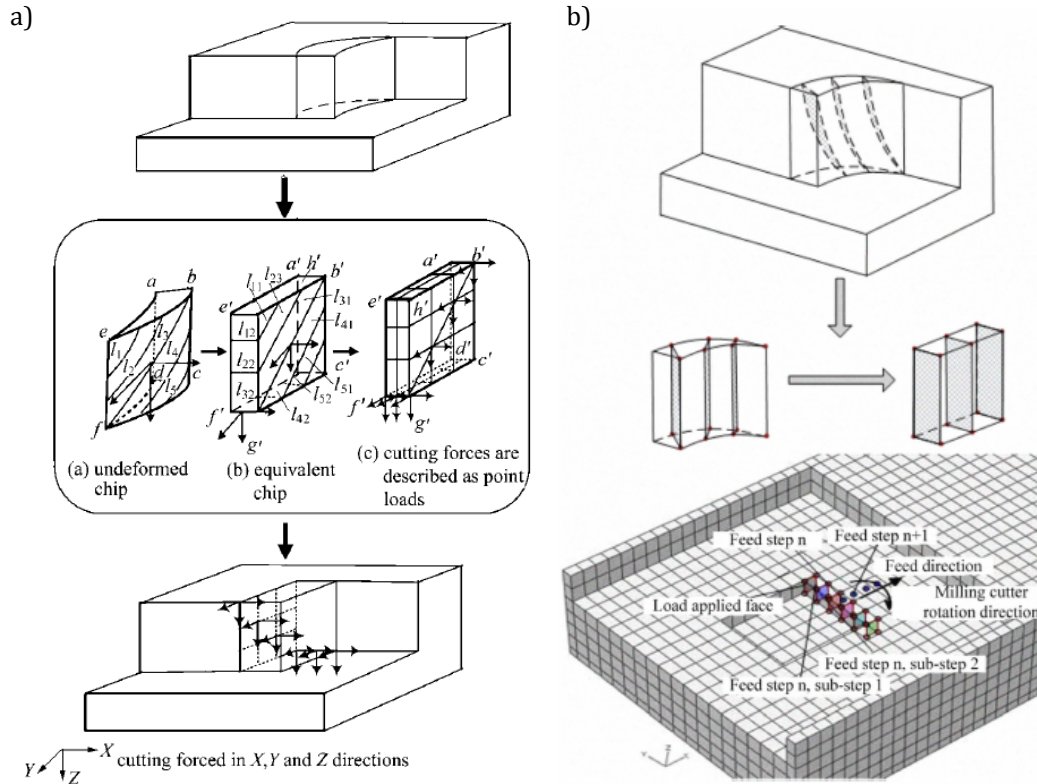 a)
a
b
e
l1
l2
l3
l4
l5
d
c
f
(a) undeformed
chip
a'
h'
b'
e'
l11
l23
l12
l31
l41
l22
c'
l32
l51
l52
l42
f'
g'
(b) equivalent
chip
a'
b'
e'
h'
d'
c'
f'
g'
(c) cutting forces are
described as point
loads
X
Y
Z
cutting forced in X,Y and Z directions
b)
Feed step n
Feed step n+1
Feed direction
Load applied face
Milling cutter
rotation direction
Feed step n, sub-step 2
Feed step n, sub-step 1
z